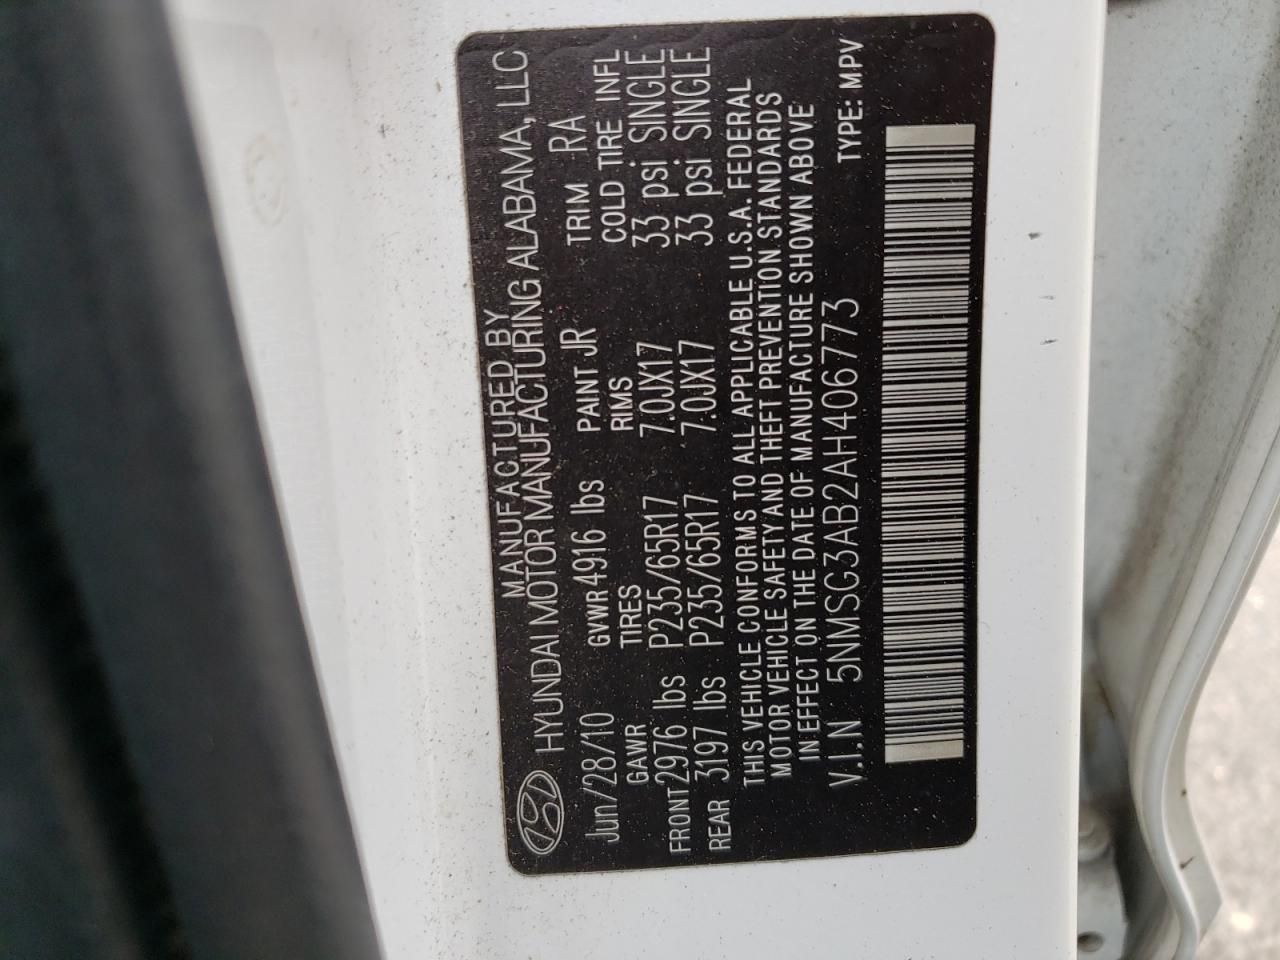 MANUFACTURED BY
HYUNDAI MOTOR MANUFACTURING ALABAMA, LLC
Jun/28/10 GVWR 4916 lbs PAINT JR TRIM RA
GAWR TIRES RIMS COLD TIRE INFL
FRONT 2976 lbs P235/65R17 7.0JX17 33 psi SINGLE
REAR 3197 lbs P235/65R17 7.0JX17 33 psi SINGLE
THIS VEHICLE CONFORMS TO ALL APPLICABLE U.S.A. FEDERAL
MOTOR VEHICLE SAFETY AND THEFT PREVENTION STANDARDS
IN EFFECT ON THE DATE OF MANUFACTURE SHOWN ABOVE
V.I.N 5NMSG3AB2AH406773 TYPE: MPV